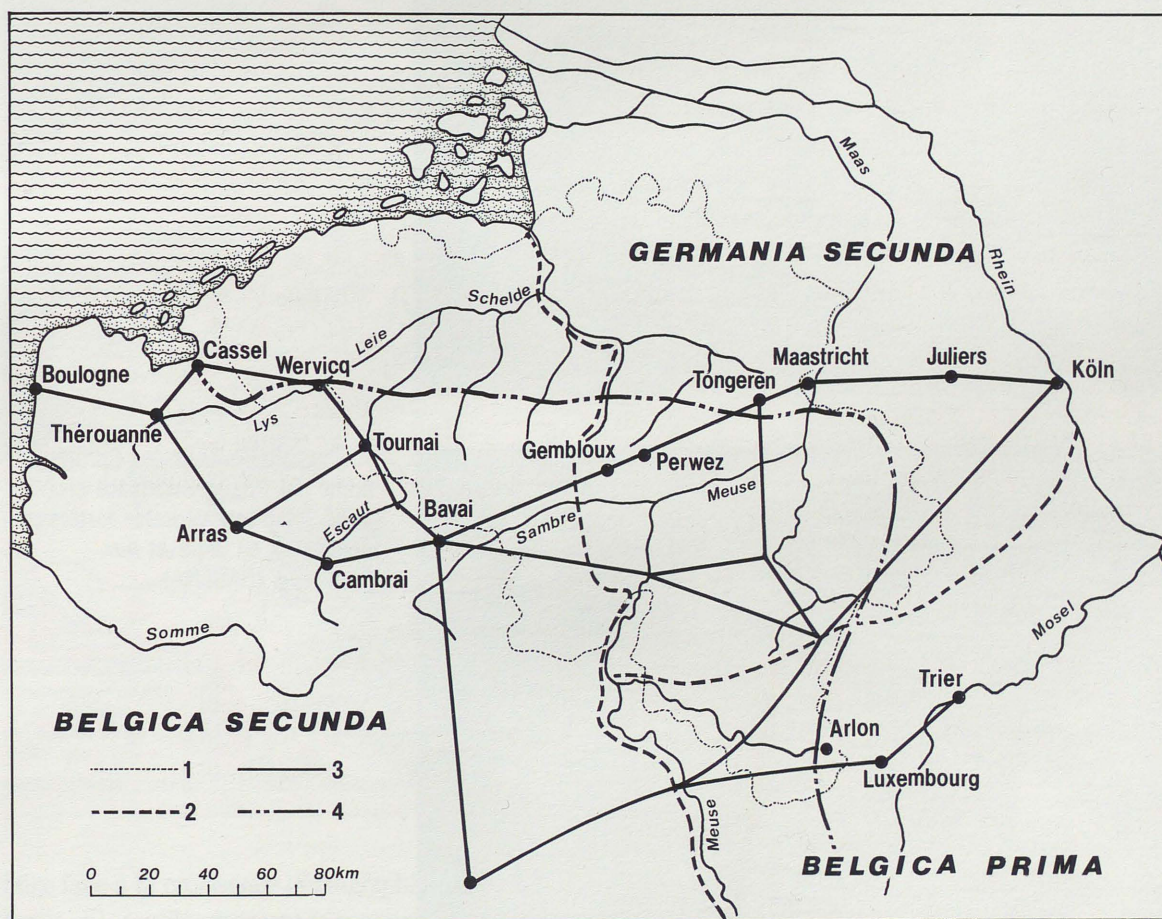 Maas
GERMANIA SECUNDA
Rhein
Schelde
Leie
Cassel
Wervicq
Maastricht
Juliers
Köln
Boulogne
Tongeren
Lys
Thérouanne
Tournai
Gembloux
Perwez
Meuse
Escaut
Bavai
Sambre
Arras
Cambrai
Somme
Mosel
Trier
BELGICA SECUNDA
Arlon
1
3
Luxembourg
2
4
Meuse
BELGICA PRIMA
0 20 40 60 80km